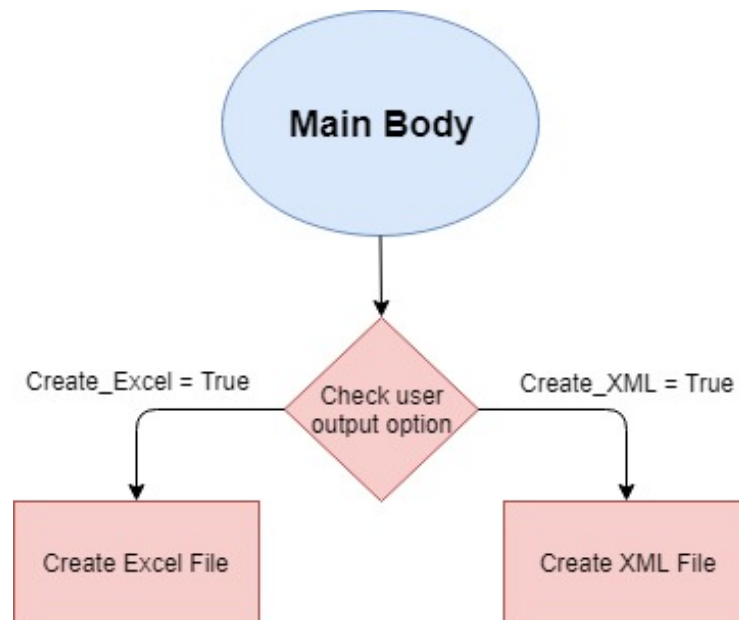 Main Body
Create_Excel = True
Create_XML = True
Check user
output option
Create Excel File
Create XML File